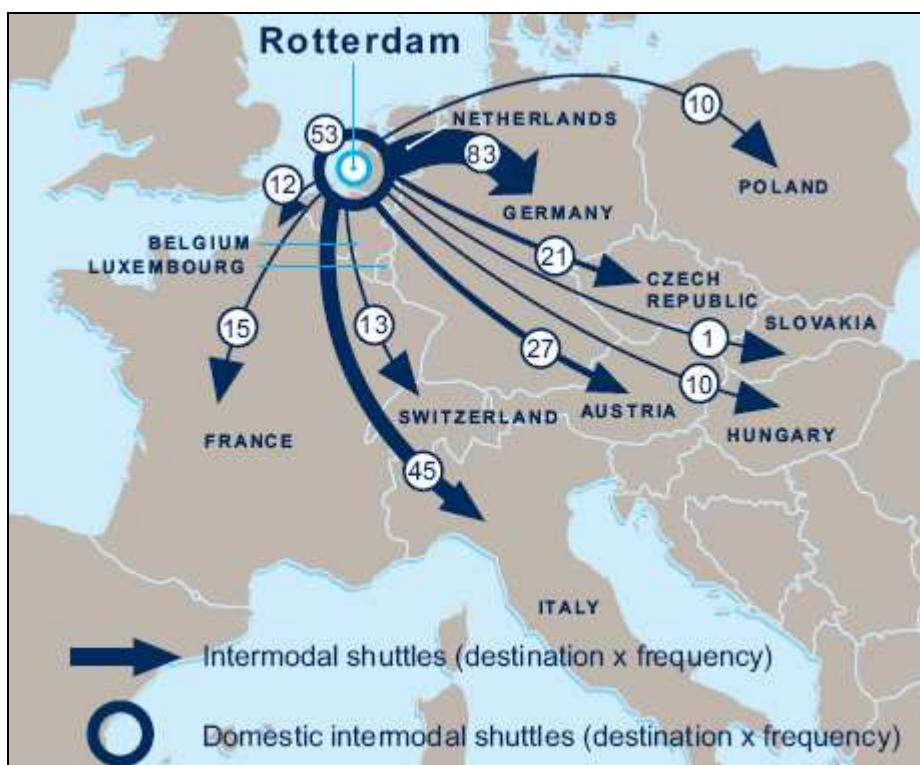 Rotterdam
10
53
NETHERLANDS
83
12
POLAND
GERMANY
BELGIUM
LUXEMBOURG
21
CZECH
REPUBLIC
SLOVAKIA
15
13
1
27
10
SWITZERLAND
AUSTRIA
HUNGARY
FRANCE
45
ITALY
Intermodal shuttles (destination x frequency)
Domestic intermodal shuttles (destination x frequency)